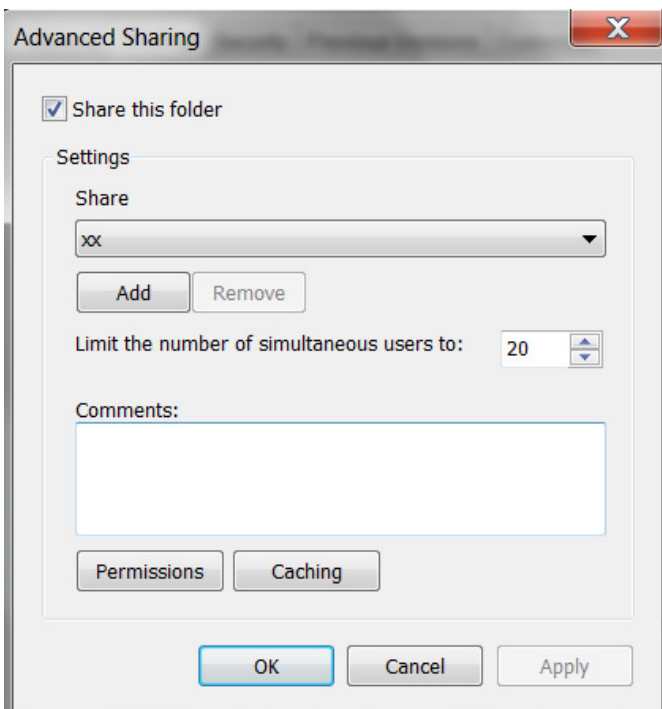 Advanced Sharing
Share this folder
Settings
Share
xx
Add Remove
Limit the number of simultaneous users to: 20
Comments:
Permissions Caching
OK Cancel Apply